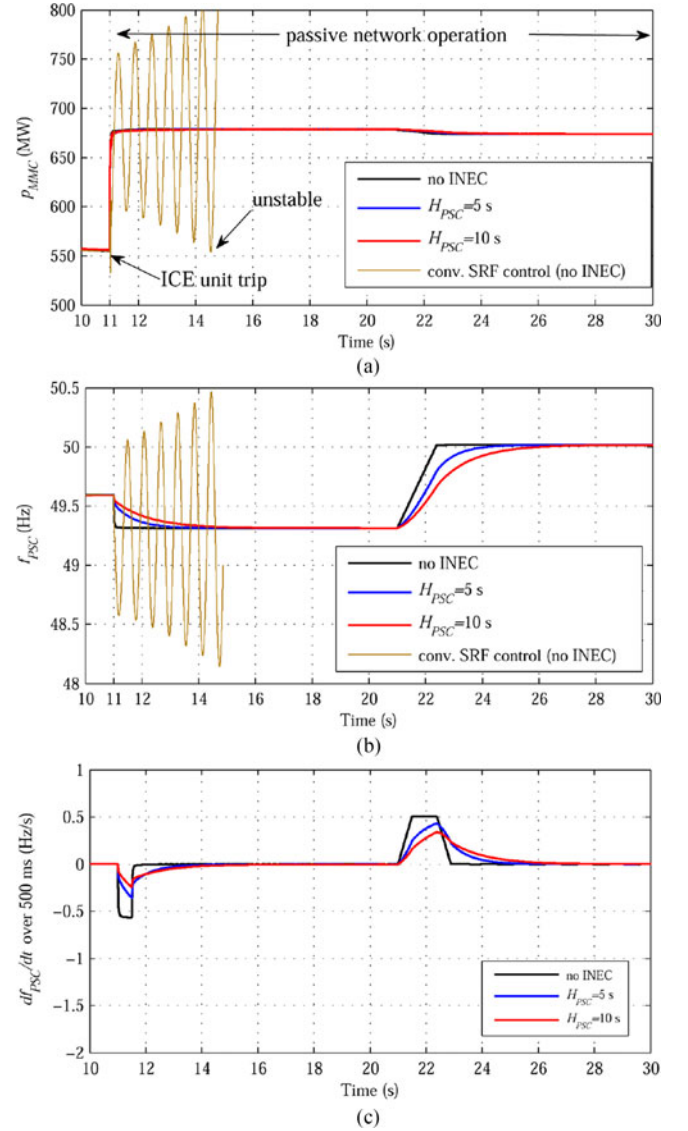 800
750
700
650
600
550
500
p_MMC (MW)
passive network operation
unstable
ICE unit trip
no INEC
H_PSC=5 s
H_PSC=10 s
conv. SRF control (no INEC)
10 11 12 14 16 18 20 22 24 26 28 30
Time (s)
(a)
50.5
50
49.5
49
48.5
48
f_PSC (Hz)
no INEC
H_PSC=5 s
H_PSC=10 s
conv. SRF control (no INEC)
10 11 12 14 16 18 20 22 24 26 28 30
Time (s)
(b)
1
0.5
0
-0.5
-1
-1.5
-2
df_PSC/dt over 500 ms (Hz/s)
no INEC
H_PSC=5 s
H_PSC=10 s
10 12 14 16 18 20 22 24 26 28 30
Time (s)
(c)